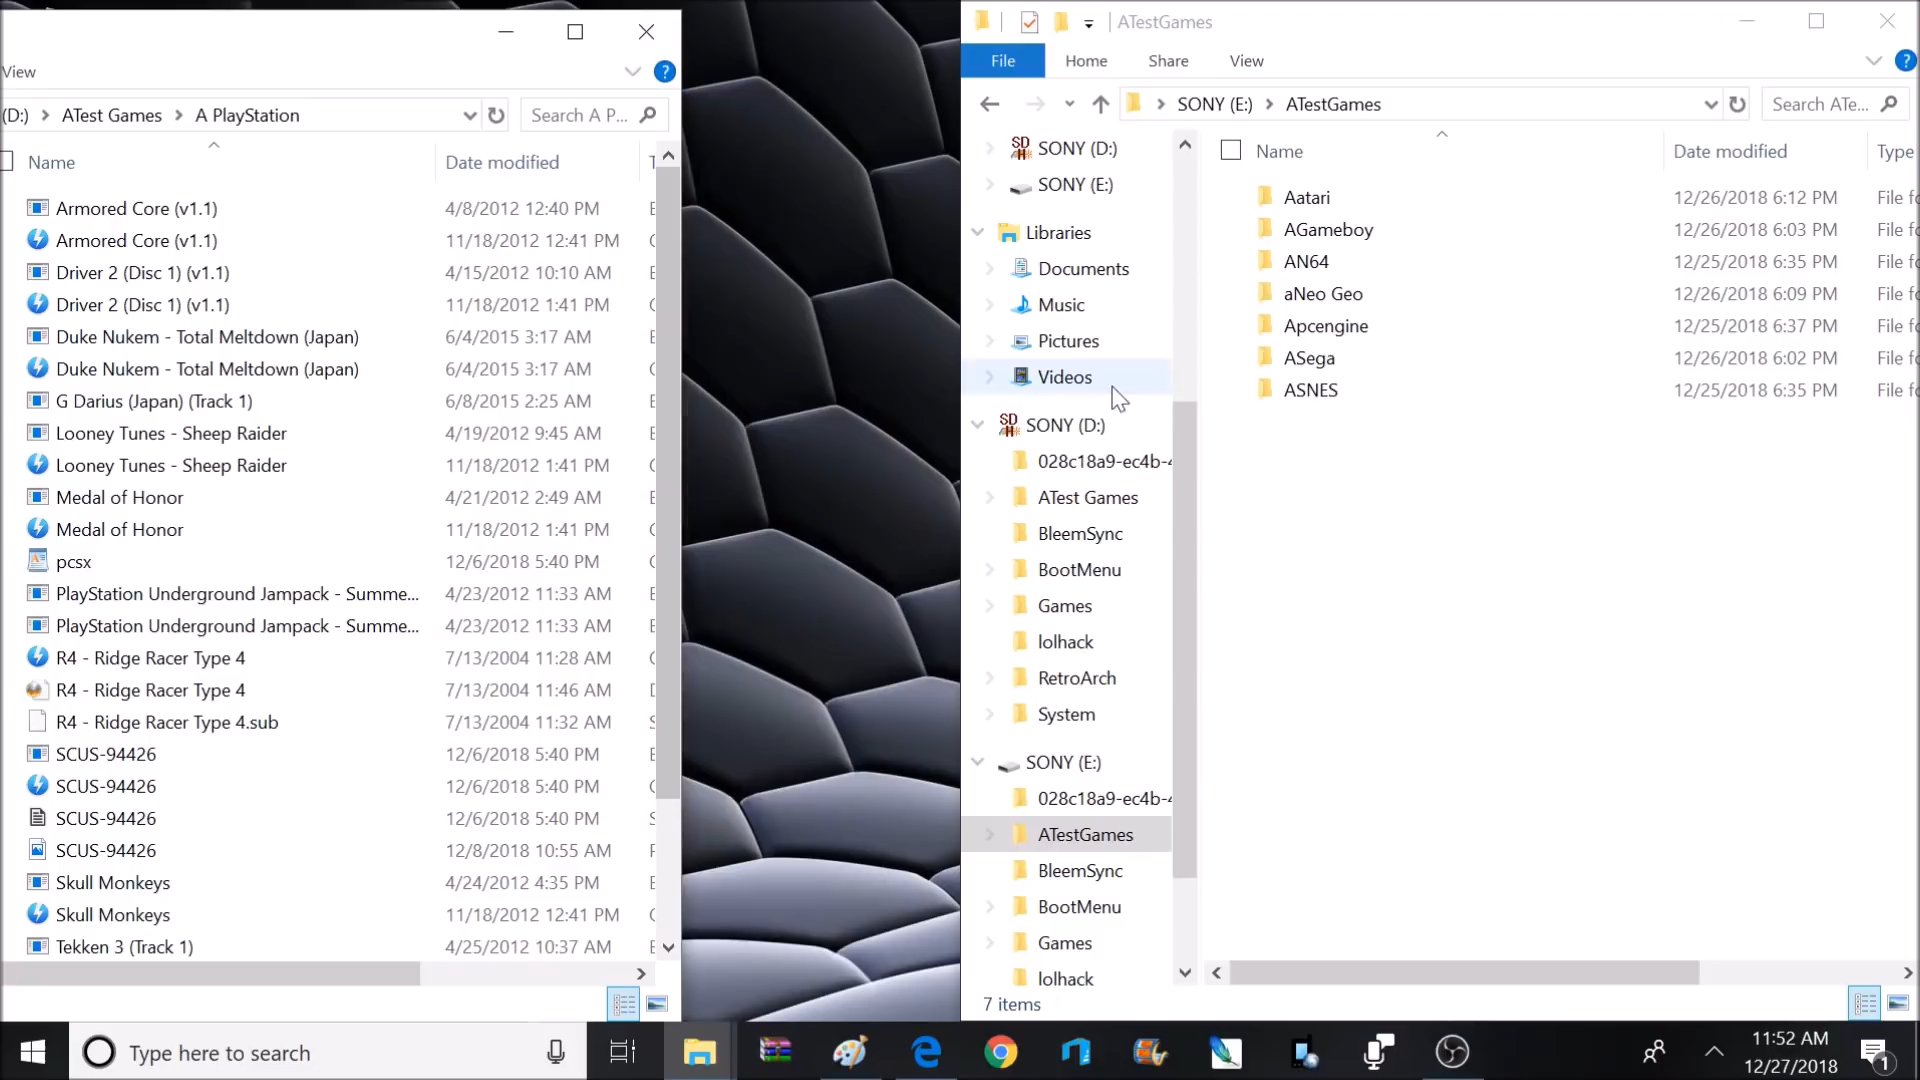 View
?
(D:) > ATest Games > A PlayStation
Search A P...
Name
Date modified
Armored Core (v1.1) 4/8/2012 12:40 PM
Armored Core (v1.1) 11/18/2012 12:41 PM
Driver 2 (Disc 1) (v1.1) 4/15/2012 10:10 AM
Driver 2 (Disc 1) (v1.1) 11/18/2012 1:41 PM
Duke Nukem - Total Meltdown (Japan) 6/4/2015 3:17 AM
Duke Nukem - Total Meltdown (Japan) 6/4/2015 3:17 AM
G Darius (Japan) (Track 1) 6/8/2015 2:25 AM
Looney Tunes - Sheep Raider 4/19/2012 9:45 AM
Looney Tunes - Sheep Raider 11/18/2012 1:41 PM
Medal of Honor 4/21/2012 2:49 AM
Medal of Honor 11/18/2012 1:41 PM
pcsx 12/6/2018 5:40 PM
PlayStation Underground Jampack - Summe... 4/23/2012 11:33 AM
PlayStation Underground Jampack - Summe... 4/23/2012 11:33 AM
R4 - Ridge Racer Type 4 7/13/2004 11:28 AM
R4 - Ridge Racer Type 4 7/13/2004 11:46 AM
R4 - Ridge Racer Type 4.sub 7/13/2004 11:32 AM
SCUS-94426 12/6/2018 5:40 PM
SCUS-94426 12/6/2018 5:40 PM
SCUS-94426 12/6/2018 5:40 PM
SCUS-94426 12/8/2018 10:55 AM
Skull Monkeys 4/24/2012 4:35 PM
Skull Monkeys 11/18/2012 12:41 PM
Tekken 3 (Track 1) 4/25/2012 10:37 AM
ATestGames
File Home Share View
?
> SONY (E:) > ATestGames
Search ATe...
SONY (D:)
SONY (E:)
Libraries
Documents
Music
Pictures
Videos
SONY (D:)
028c18a9-ec4b-4
ATest Games
BleemSync
BootMenu
Games
lolhack
RetroArch
System
SONY (E:)
028c18a9-ec4b-4
ATestGames
BleemSync
BootMenu
Games
lolhack
Name Date modified Type
Aatari 12/26/2018 6:12 PM File fo
AGameboy 12/26/2018 6:03 PM File fo
AN64 12/25/2018 6:35 PM File fo
aNeo Geo 12/26/2018 6:09 PM File fo
Apcengine 12/25/2018 6:37 PM File fo
ASega 12/26/2018 6:02 PM File fo
ASNES 12/25/2018 6:35 PM File fo
7 items
Type here to search
11:52 AM
12/27/2018
1